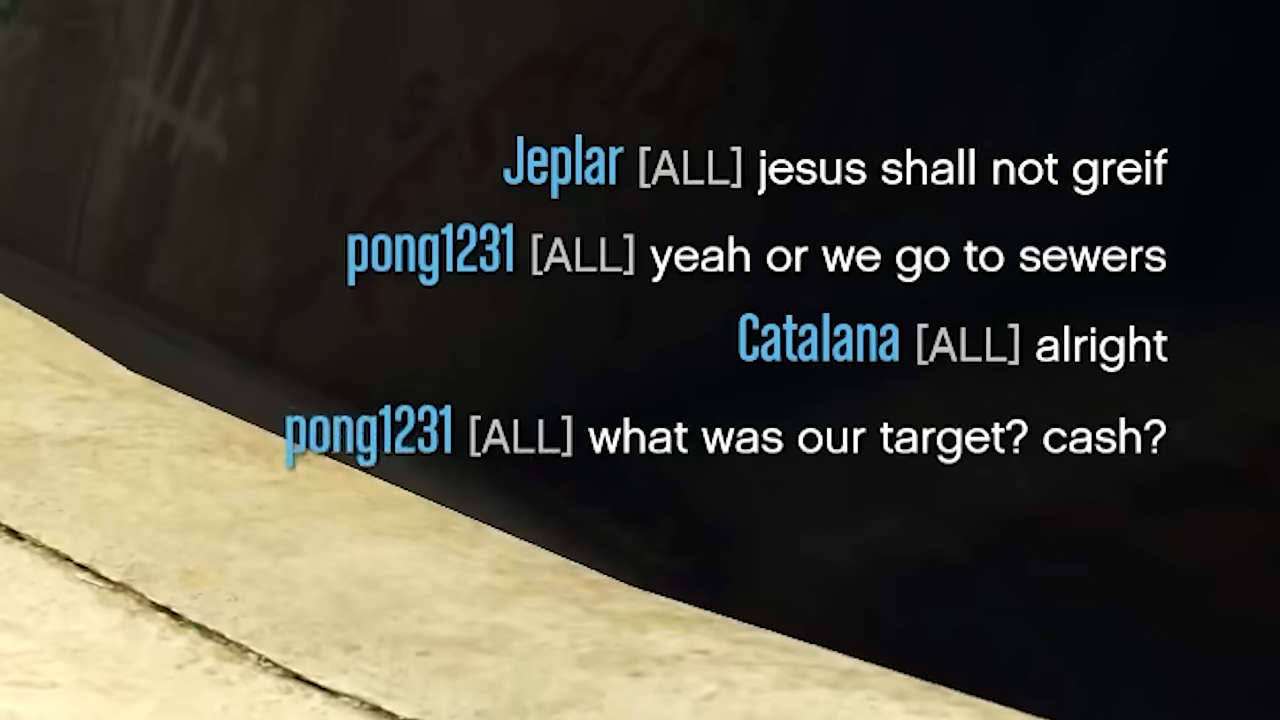 Jeplar [ALL] jesus shall not greif
pong1231 [ALL] yeah or we go to sewers
Catalana [ALL] alright
pong1231 [ALL] what was our target? cash?